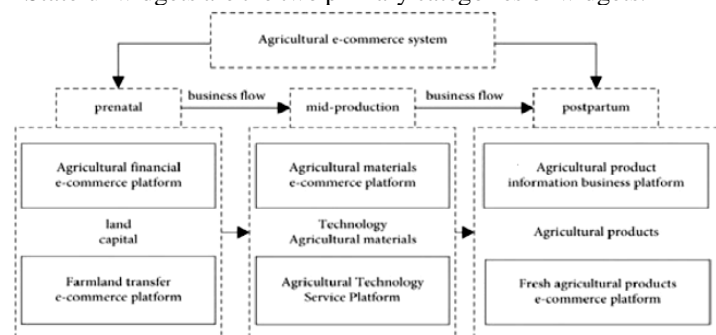 Agricultural e-commerce system
prenatal
business flow
mid-production
business flow
postpartum
Agricultural financial
e-commerce platform
land
capital
Farmland transfer
e-commerce platform
Agricultural materials
e-commerce platform
Technology
Agricultural materials
Agricultural Technology
Service Platform
Agricultural product
information business platform
Agricultural products
Fresh agricultural products
e-commerce platform